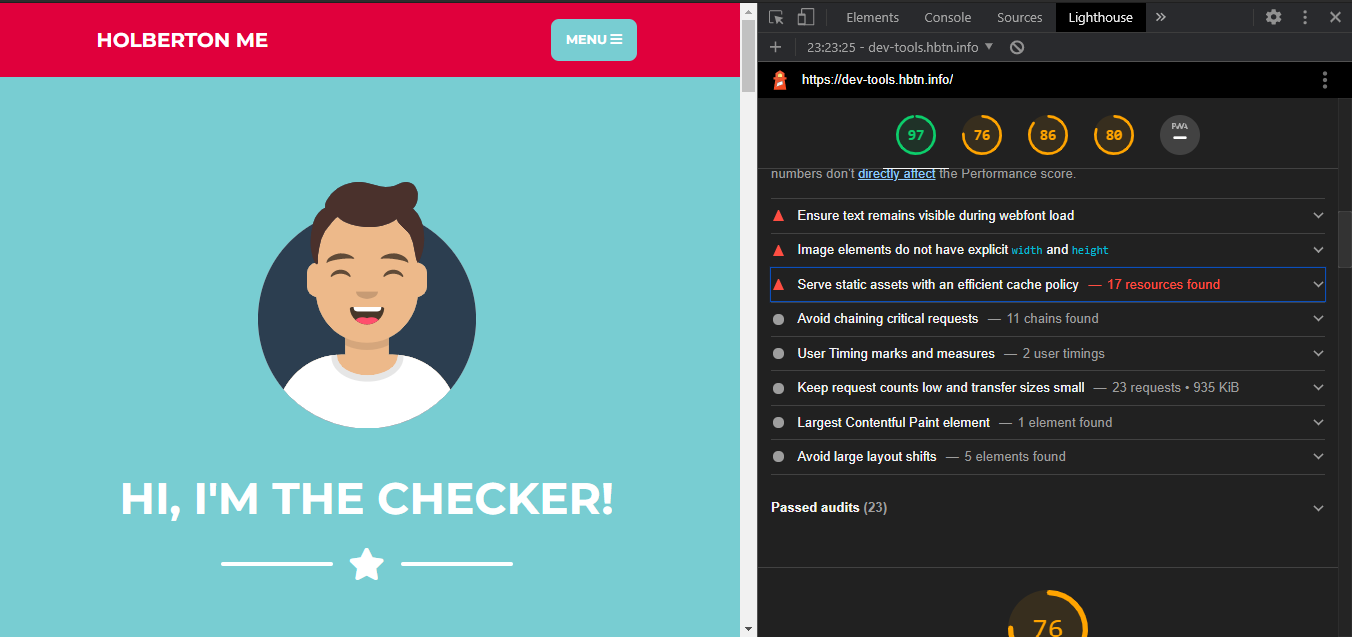 HOLBERTON ME
MENU
HI, I'M THE CHECKER!
Elements Console Sources Lighthouse
23:23:25 - dev-tools.hbtn.info
https://dev-tools.hbtn.info/
97 76 86 80 PWA
numbers don't directly affect the Performance score.
Ensure text remains visible during webfont load
Image elements do not have explicit width and height
Serve static assets with an efficient cache policy — 17 resources found
Avoid chaining critical requests — 11 chains found
User Timing marks and measures — 2 user timings
Keep request counts low and transfer sizes small — 23 requests • 935 KiB
Largest Contentful Paint element — 1 element found
Avoid large layout shifts — 5 elements found
Passed audits (23)
76